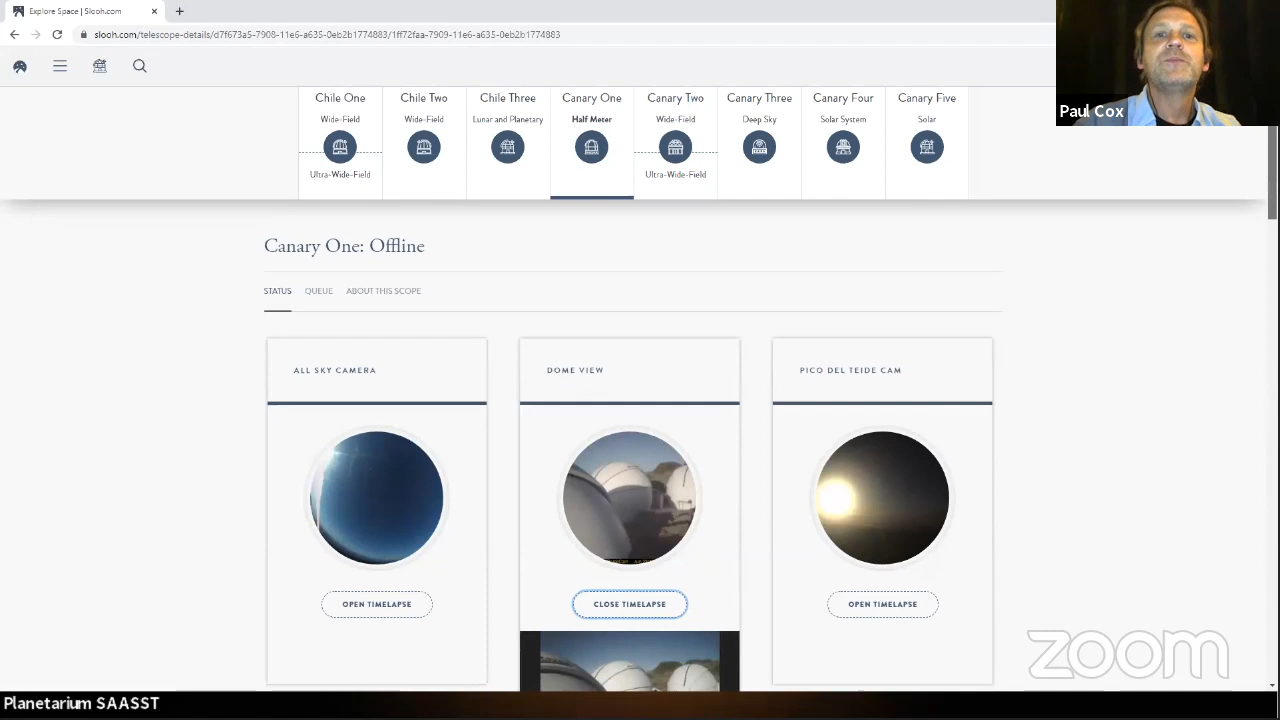 Explore Space | Slooh.com
slooh.com/telescope-details/d7f673a5-7908-11e6-a635-0eb2b1774883/1ff72faa-7909-11e6-a635-0eb2b1774883
Paul Cox
Chile One
Chile Two
Chile Three
Canary One
Canary Two
Canary Three
Canary Four
Canary Five
Wide-Field
Wide-Field
Lunar and Planetary
Half Meter
Wide-Field
Deep Sky
Solar System
Solar
Ultra-Wide-Field
Ultra-Wide-Field
Canary One: Offline
STATUS
QUEUE
ABOUT THIS SCOPE
ALL SKY CAMERA
DOME VIEW
PICO DEL TEIDE CAM
OPEN TIMELAPSE
CLOSE TIMELAPSE
OPEN TIMELAPSE
zoom
Planetarium SAASST